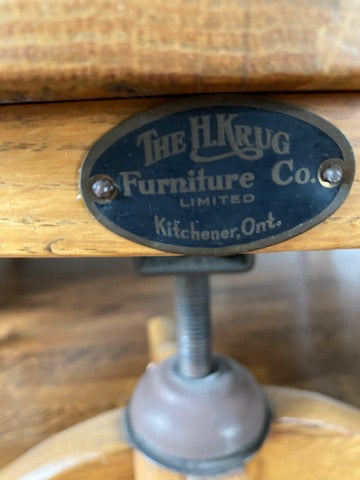 The H. Krug
Furniture Co.
LIMITED
Kitchener, Ont.